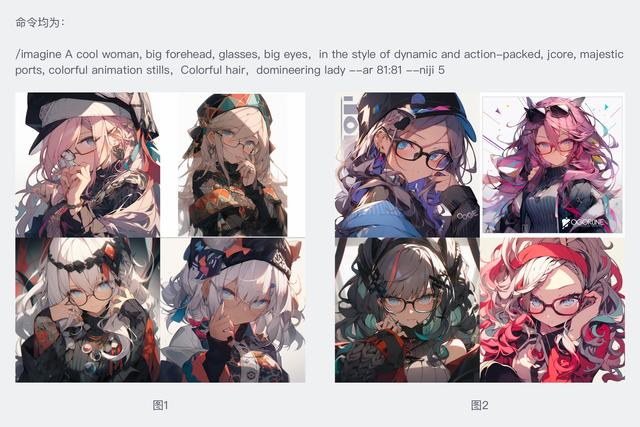 命令均为：
/imagine A cool woman, big forehead, glasses, big eyes，in the style of dynamic and action-packed, jcore, majestic
ports, colorful animation stills，Colorful hair，domineering lady --ar 81:81 --niji 5
图1
图2